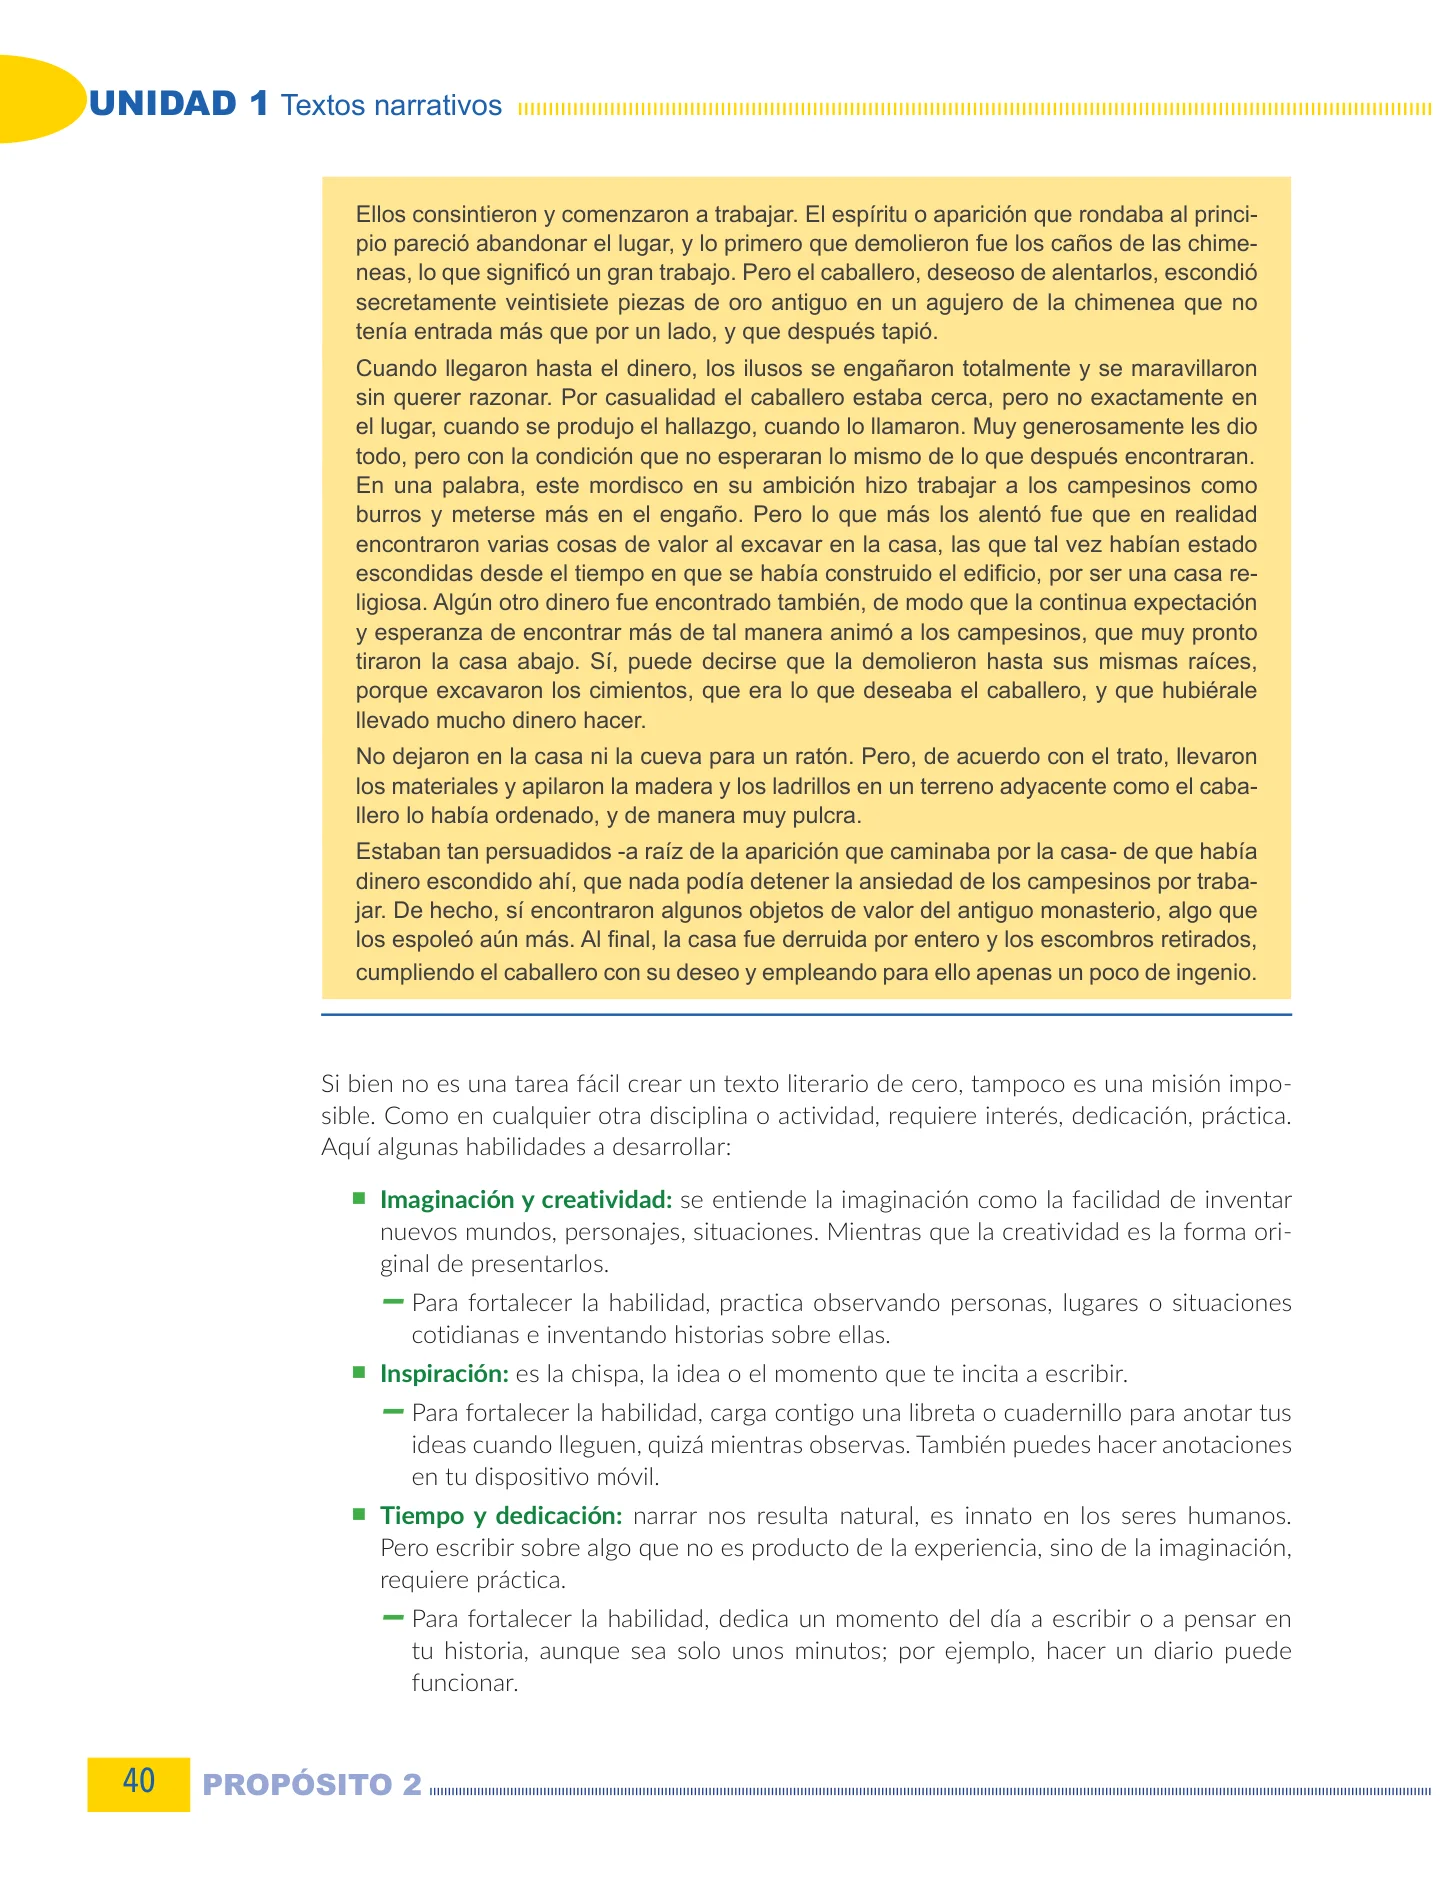 UNIDAD 1 Textos narrativos
Ellos consintieron y comenzaron a trabajar. El espíritu o aparición que rondaba al princi-
pio pareció abandonar el lugar, y lo primero que demolieron fue los caños de las chime-
neas, lo que significó un gran trabajo. Pero el caballero, deseoso de alentarlos, escondió
secretamente veintisiete piezas de oro antiguo en un agujero de la chimenea que no
tenía entrada más que por un lado, y que después tapió.
Cuando llegaron hasta el dinero, los ilusos se engañaron totalmente y se maravillaron
sin querer razonar. Por casualidad el caballero estaba cerca, pero no exactamente en
el lugar, cuando se produjo el hallazgo, cuando lo llamaron. Muy generosamente les dio
todo, pero con la condición que no esperaran lo mismo de lo que después encontraran.
En una palabra, este mordisco en su ambición hizo trabajar a los campesinos como
burros y meterse más en el engaño. Pero lo que más los alentó fue que en realidad
encontraron varias cosas de valor al excavar en la casa, las que tal vez habían estado
escondidas desde el tiempo en que se había construido el edificio, por ser una casa re-
ligiosa. Algún otro dinero fue encontrado también, de modo que la continua expectación
y esperanza de encontrar más de tal manera animó a los campesinos, que muy pronto
tiraron la casa abajo. Sí, puede decirse que la demolieron hasta sus mismas raíces,
porque excavaron los cimientos, que era lo que deseaba el caballero, y que hubiérale
llevado mucho dinero hacer.
No dejaron en la casa ni la cueva para un ratón. Pero, de acuerdo con el trato, llevaron
los materiales y apilaron la madera y los ladrillos en un terreno adyacente como el caba-
llero lo había ordenado, y de manera muy pulcra.
Estaban tan persuadidos -a raíz de la aparición que caminaba por la casa- de que había
dinero escondido ahí, que nada podía detener la ansiedad de los campesinos por traba-
jar. De hecho, sí encontraron algunos objetos de valor del antiguo monasterio, algo que
los espoleó aún más. Al final, la casa fue derruida por entero y los escombros retirados,
cumpliendo el caballero con su deseo y empleando para ello apenas un poco de ingenio.
Si bien no es una tarea fácil crear un texto literario de cero, tampoco es una misión impo-
sible. Como en cualquier otra disciplina o actividad, requiere interés, dedicación, práctica.
Aquí algunas habilidades a desarrollar:
Imaginación y creatividad: se entiende la imaginación como la facilidad de inventar
nuevos mundos, personajes, situaciones. Mientras que la creatividad es la forma ori-
ginal de presentarlos.
Para fortalecer la habilidad, practica observando personas, lugares o situaciones
cotidianas e inventando historias sobre ellas.
Inspiración: es la chispa, la idea o el momento que te incita a escribir.
Para fortalecer la habilidad, carga contigo una libreta o cuadernillo para anotar tus
ideas cuando lleguen, quizá mientras observas. También puedes hacer anotaciones
en tu dispositivo móvil.
Tiempo y dedicación: narrar nos resulta natural, es innato en los seres humanos.
Pero escribir sobre algo que no es producto de la experiencia, sino de la imaginación,
requiere práctica.
Para fortalecer la habilidad, dedica un momento del día a escribir o a pensar en
tu historia, aunque sea solo unos minutos; por ejemplo, hacer un diario puede
funcionar.
40 PROPÓSITO 2